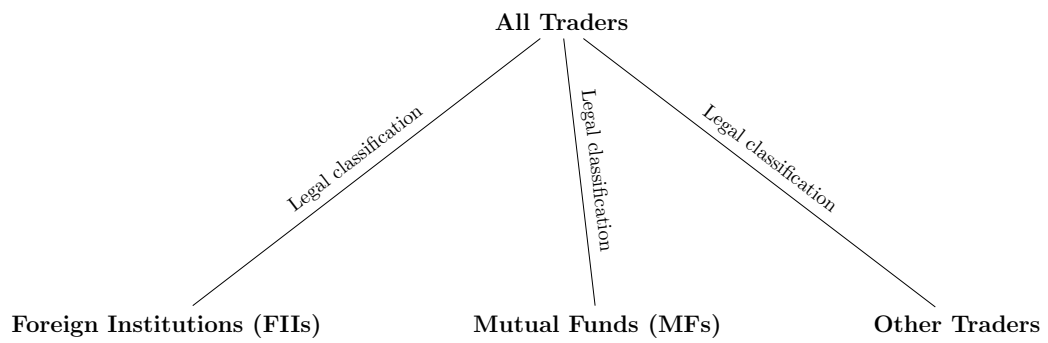 All Traders
Legal classification
Legal classification
Legal classification
Foreign Institutions (FIIs)
Mutual Funds (MFs)
Other Traders